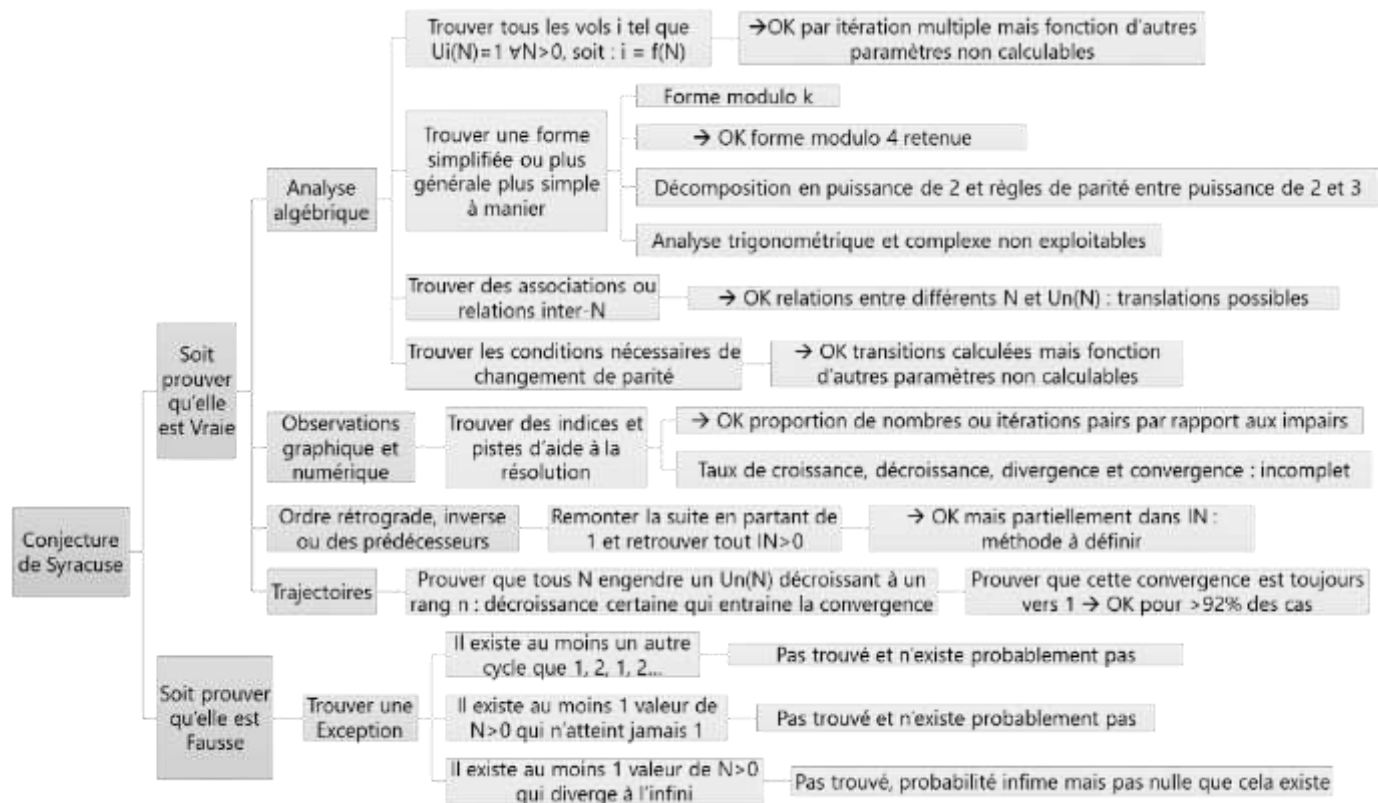 Conjecture
de Syracuse
Soit
prouver
qu'elle
est Vraie
Analyse
algébrique
Trouver tous les vols i tel que
Ui(N)=1 ∀N>0, soit : i = f(N)
→OK par itération multiple mais fonction d'autres
paramètres non calculables
Trouver une forme
simplifiée ou plus
générale plus simple
à manier
Forme modulo k
→ OK forme modulo 4 retenue
Décomposition en puissance de 2 et règles de parité entre puissance de 2 et 3
Analyse trigonométrique et complexe non exploitables
Trouver des associations ou
relations inter-N
→ OK relations entre différents N et Un(N) : translations possibles
Trouver les conditions nécessaires de
changement de parité
→ OK transitions calculées mais fonction
d'autres paramètres non calculables
Observations
graphique et
numérique
Trouver des indices et
pistes d'aide à la
résolution
→ OK proportion de nombres ou itérations pairs par rapport aux impairs
Taux de croissance, décroissance, divergence et convergence : incomplet
Ordre rétrograde, inverse
ou des prédécesseurs
Remonter la suite en partant de
1 et retrouver tout IN>0
→ OK mais partiellement dans IN :
méthode à définir
Trajectoires
Prouver que tous N engendre un Un(N) décroissant à un
rang n : décroissance certaine qui entraine la convergence
Prouver que cette convergence est toujours
vers 1 → OK pour >92% des cas
Soit prouver
qu'elle est
Fausse
Trouver une
Exception
Il existe au moins un autre
cycle que 1, 2, 1, 2...
Pas trouvé et n'existe probablement pas
Il existe au moins 1 valeur de
N>0 qui n'atteint jamais 1
Pas trouvé et n'existe probablement pas
Il existe au moins 1 valeur de N>0
qui diverge à l'infini
Pas trouvé, probabilité infime mais pas nulle que cela existe